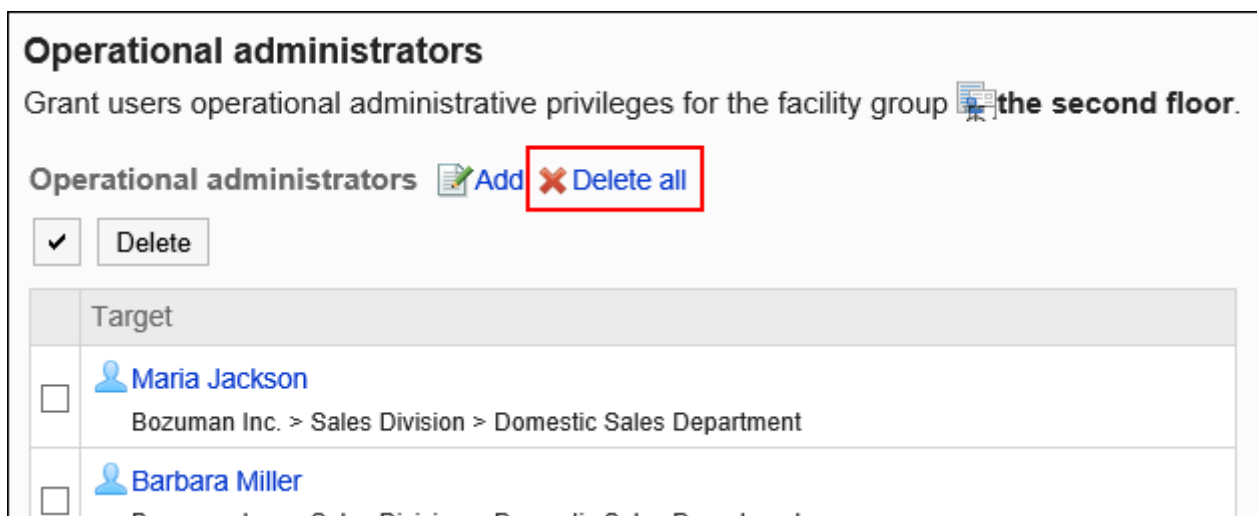 Operational administrators
Grant users operational administrative privileges for the facility group the second floor.
Operational administrators Add Delete all
Delete
Target
Maria Jackson
Bozuman Inc. > Sales Division > Domestic Sales Department
Barbara Miller